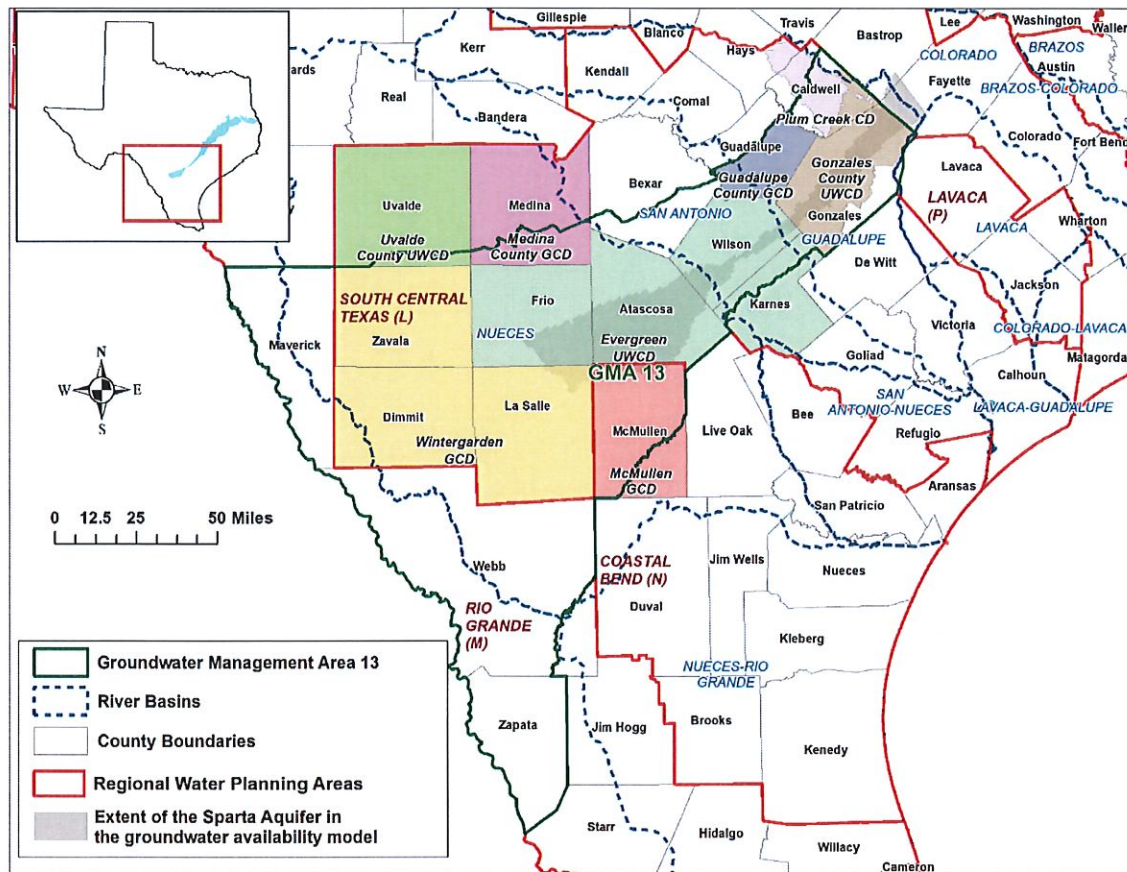 Gillespie
Blanco
Travis
Hays
Bastrop
Lee
Washington
Waller
Kerr
Kendall
COLORADO
BRAZOS
Austin
ards
Real
Caldwell
Fayette
BRAZOS-COLORADO
Comal
Bandera
Plum Creek CD
Colorado
Guadalupe
Fort Bend
Gonzales
County
UWCD
Lavaca
Bexar
Guadalupe
County GCD
Uvalde
Medina
LAVACA
(P)
SAN ANTONIO
Gonzales
Wharton
LAVACA
Uvalde
County UWCD
Medina
County GCD
Wilson
GUADALUPE
De Witt
Jackson
SOUTH CENTRAL
TEXAS (L)
Frio
Atascosa
Karnes
Victoria
COLORADO-LAVACA
NUECES
Maverick
Zavala
Evergreen
UWCD
Goliad
Matagorda
GMA 13
Calhoun
N
W
E
S
SAN
ANTONIO-NUECES
LAVACA-GUADALUPE
Dimmit
La Salle
Bee
Live Oak
McMullen
Refugio
Wintergarden
GCD
McMullen
GCD
Aransas
San Patricio
0 12.5 25 50 Miles
Webb
COASTAL
BEND (N)
Jim Wells
Nueces
RIO
GRANDE
(M)
Duval
Kleberg
NUECES-RIO
GRANDE
Zapata
Jim Hogg
Brooks
Kenedy
Starr
Hidalgo
Willacy
Cameron
Groundwater Management Area 13
River Basins
County Boundaries
Regional Water Planning Areas
Extent of the Sparta Aquifer in
the groundwater availability model